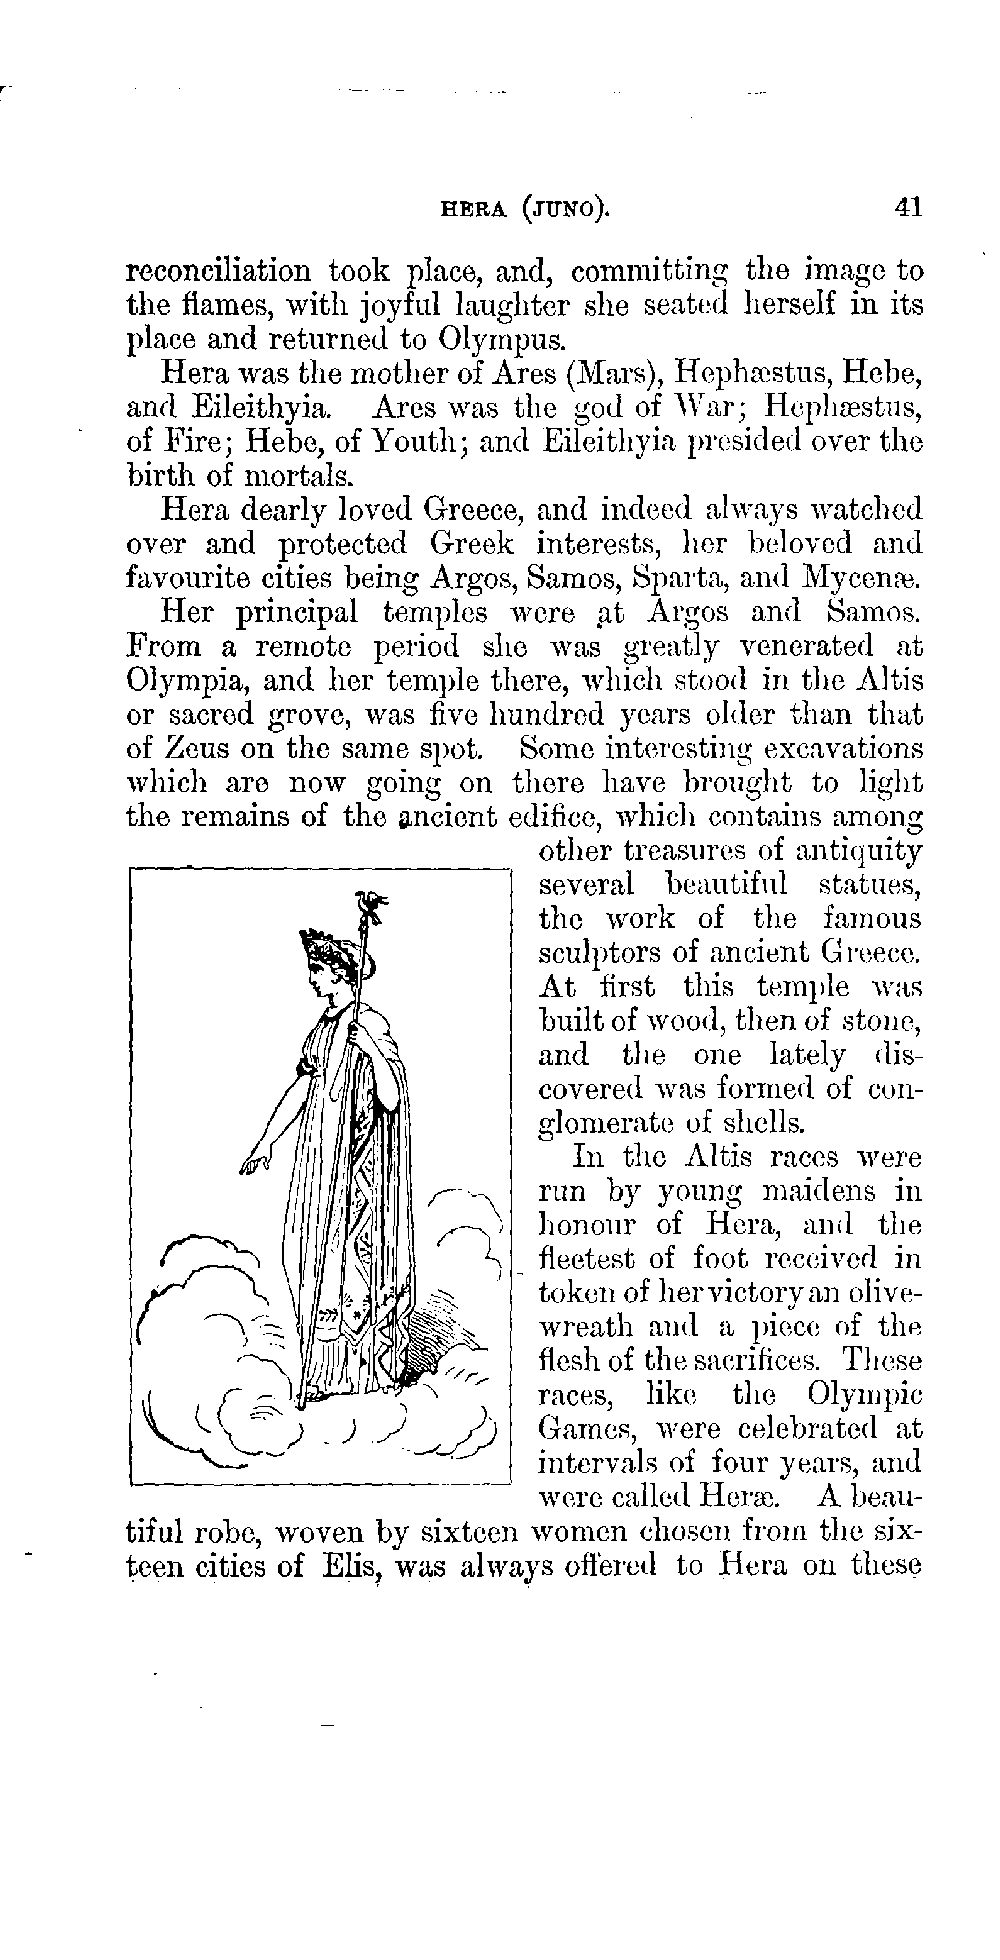 HERA (JUNO). 41
reconciliation took place, and, committing the image to
the flames, with joyful laughter she seated herself in its
place and returned to Olympus.
Hera was the mother of Ares (Mars), Hephæstus, Hebe,
and Eileithyia. Ares was the god of War; Hephæstus,
of Fire; Hebe, of Youth; and Eileithyia presided over the
birth of mortals.
Hera dearly loved Greece, and indeed always watched
over and protected Greek interests, her beloved and
favourite cities being Argos, Samos, Sparta, and Mycenæ.
Her principal temples were at Argos and Samos.
From a remote period she was greatly venerated at
Olympia, and her temple there, which stood in the Altis
or sacred grove, was five hundred years older than that
of Zeus on the same spot. Some interesting excavations
which are now going on there have brought to light
the remains of the ancient edifice, which contains among
other treasures of antiquity
several beautiful statues,
the work of the famous
sculptors of ancient Greece.
At first this temple was
built of wood, then of stone,
and the one lately dis-
covered was formed of con-
glomerate of shells.
In the Altis races were
run by young maidens in
honour of Hera, and the
fleetest of foot received in
token of her victory an olive-
wreath and a piece of the
flesh of the sacrifices. These
races, like the Olympic
Games, were celebrated at
intervals of four years, and
were called Heræ. A beau-
tiful robe, woven by sixteen women chosen from the six-
teen cities of Elis, was always offered to Hera on these